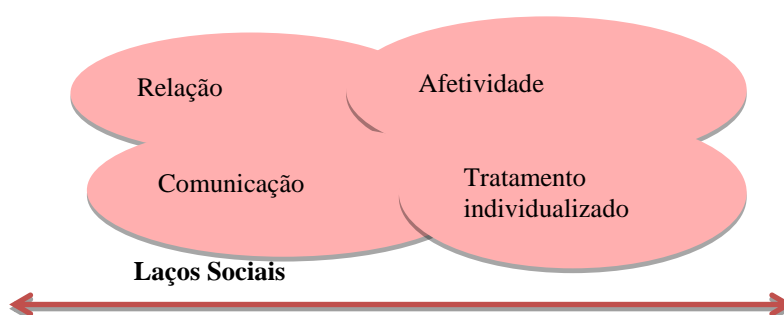 Relação
Afetividade
Comunicação
Tratamento
individualizado
Laços Sociais